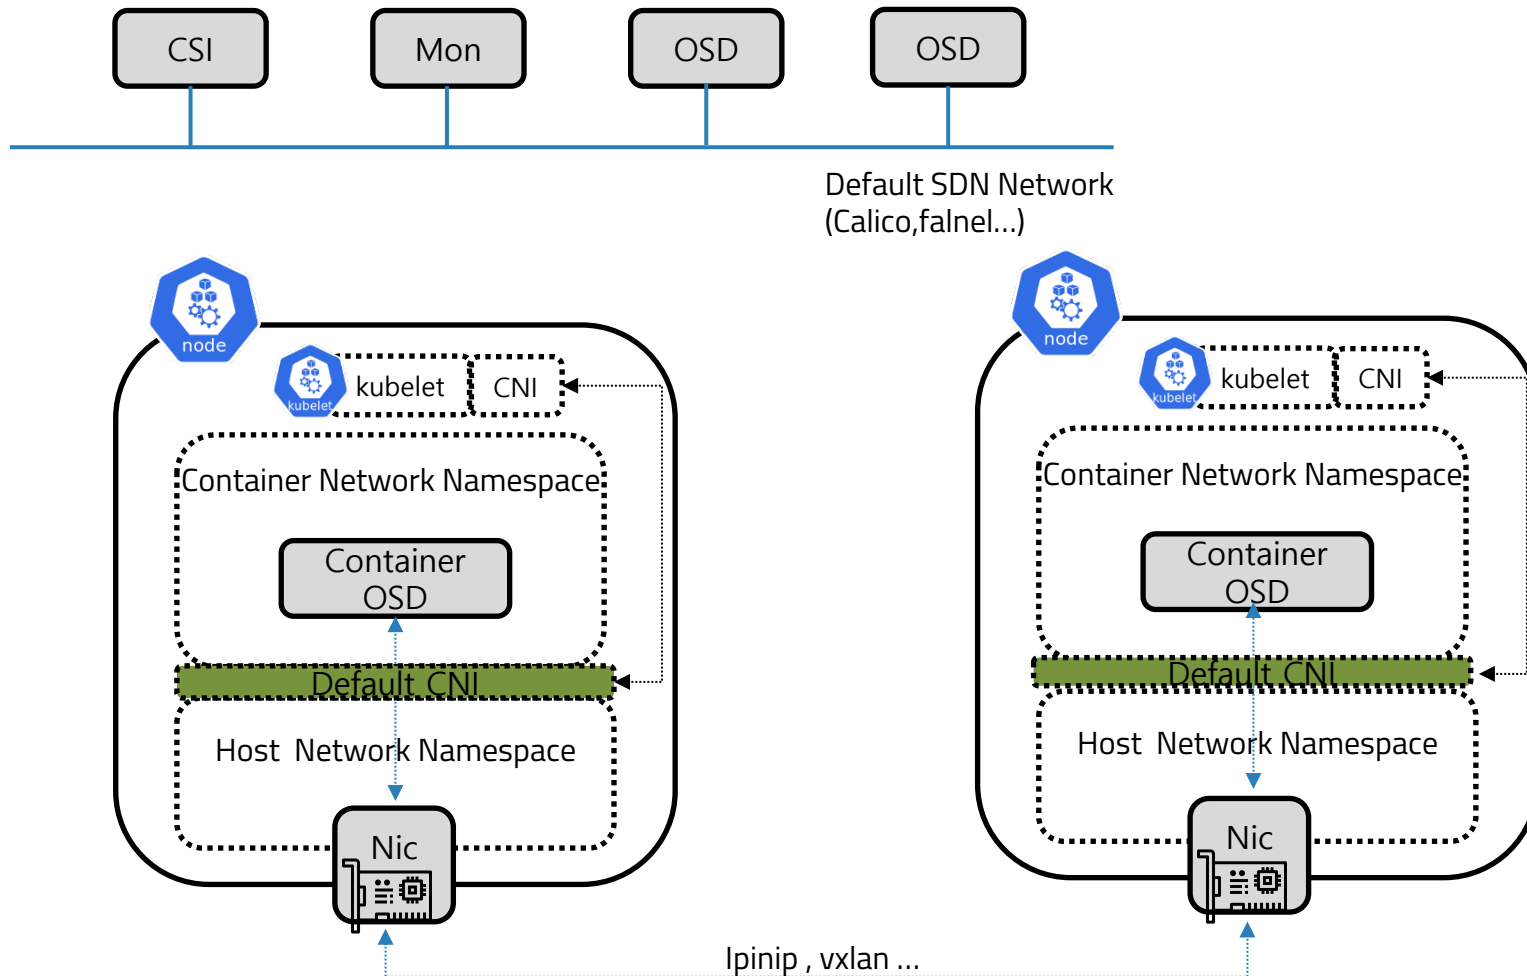 CSI
Mon
OSD
OSD
Default SDN Network
(Calico,falnel...)
node
kubelet
kubelet
CNI
Container Network Namespace
Container
OSD
Default CNI
Host Network Namespace
Nic
node
kubelet
kubelet
CNI
Container Network Namespace
Container
OSD
Default CNI
Host Network Namespace
Nic
Ipinip , vxlan ...